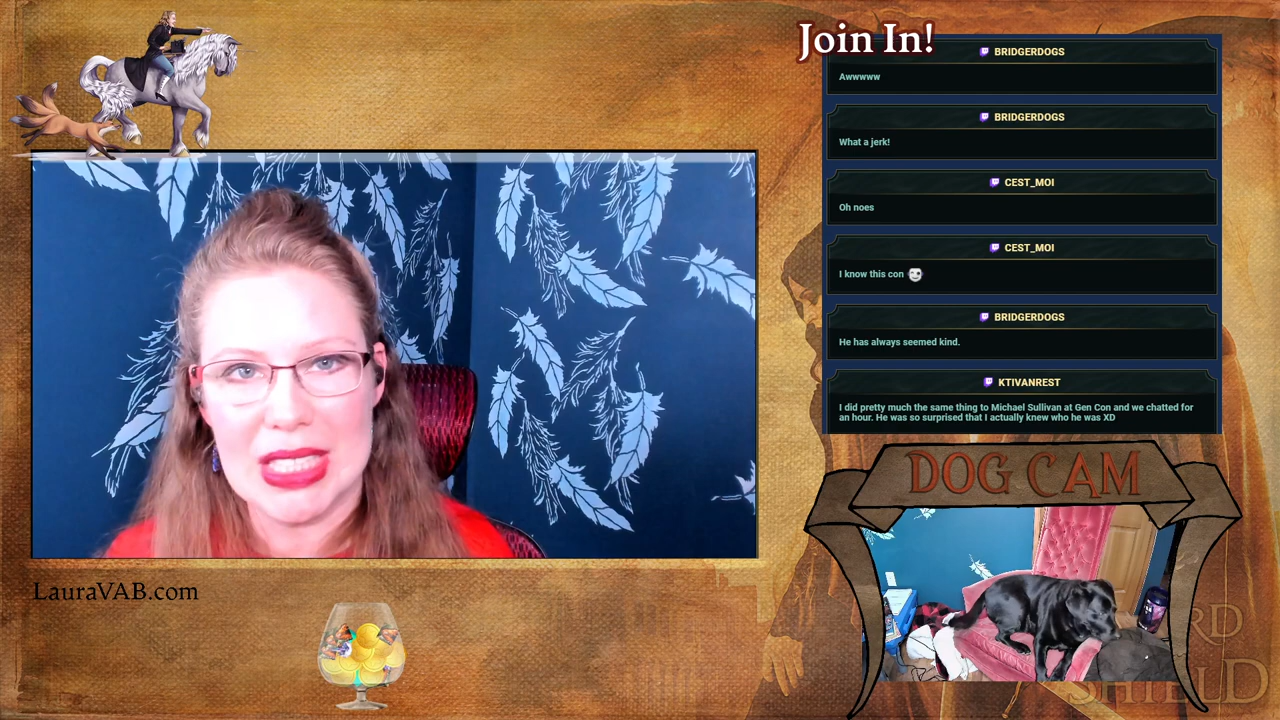 Join In!
BRIDGERDOGS
Awwwww
BRIDGERDOGS
What a jerk!
CEST_MOI
Oh noes
CEST_MOI
I know this con
BRIDGERDOGS
He has always seemed kind.
KTIVANREST
I did pretty much the same thing to Michael Sullivan at Gen Con and we chatted for
an hour. He was so surprised that I actually knew who he was XD
DOG CAM
LauraVAB.com
SHIELD